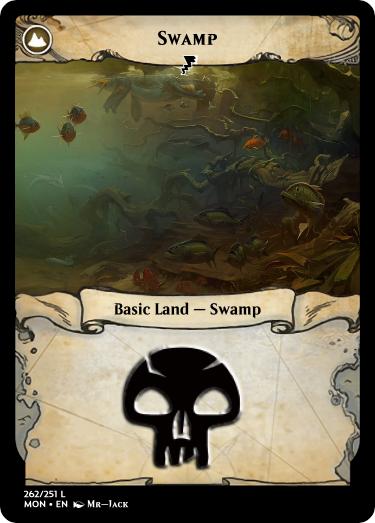 Swamp
Basic Land — Swamp
262/251 L
MON • EN Mr-Jack